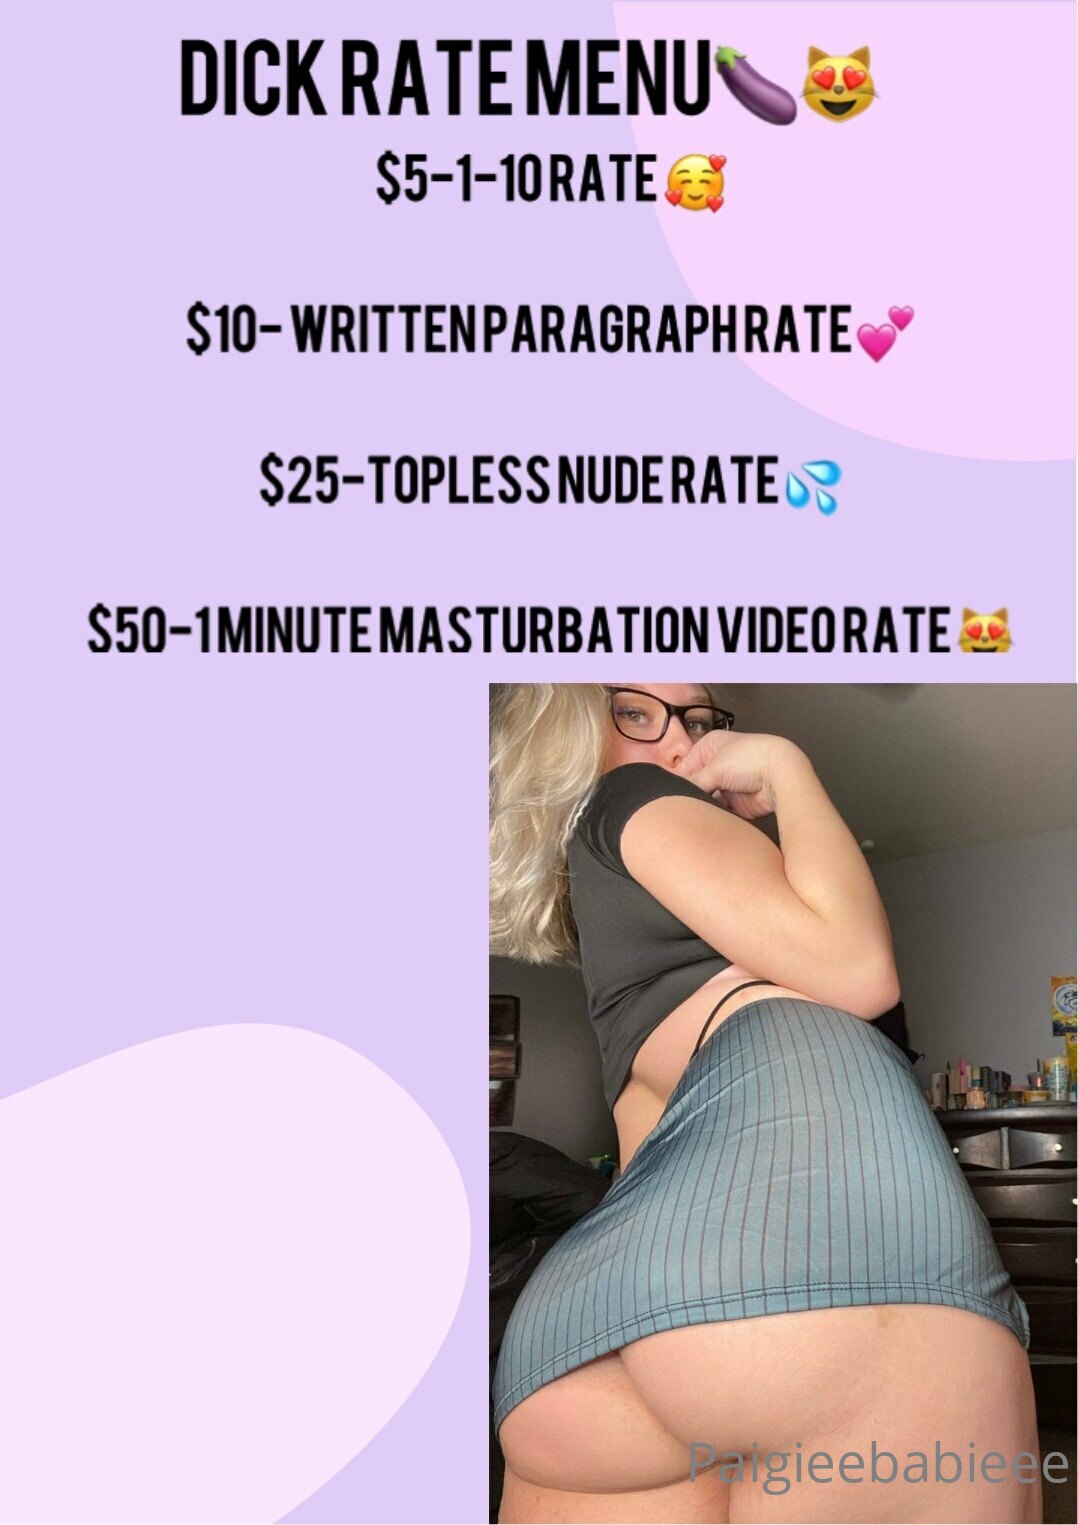 DICK RATE MENU🍆😻
$5-1-10 RATE🥰
$10- WRITTEN PARAGRAPH RATE💕
$25-TOPLESS NUDE RATE💦
$50-1 MINUTE MASTURBATION VIDEO RATE😻
Paigieebabieee